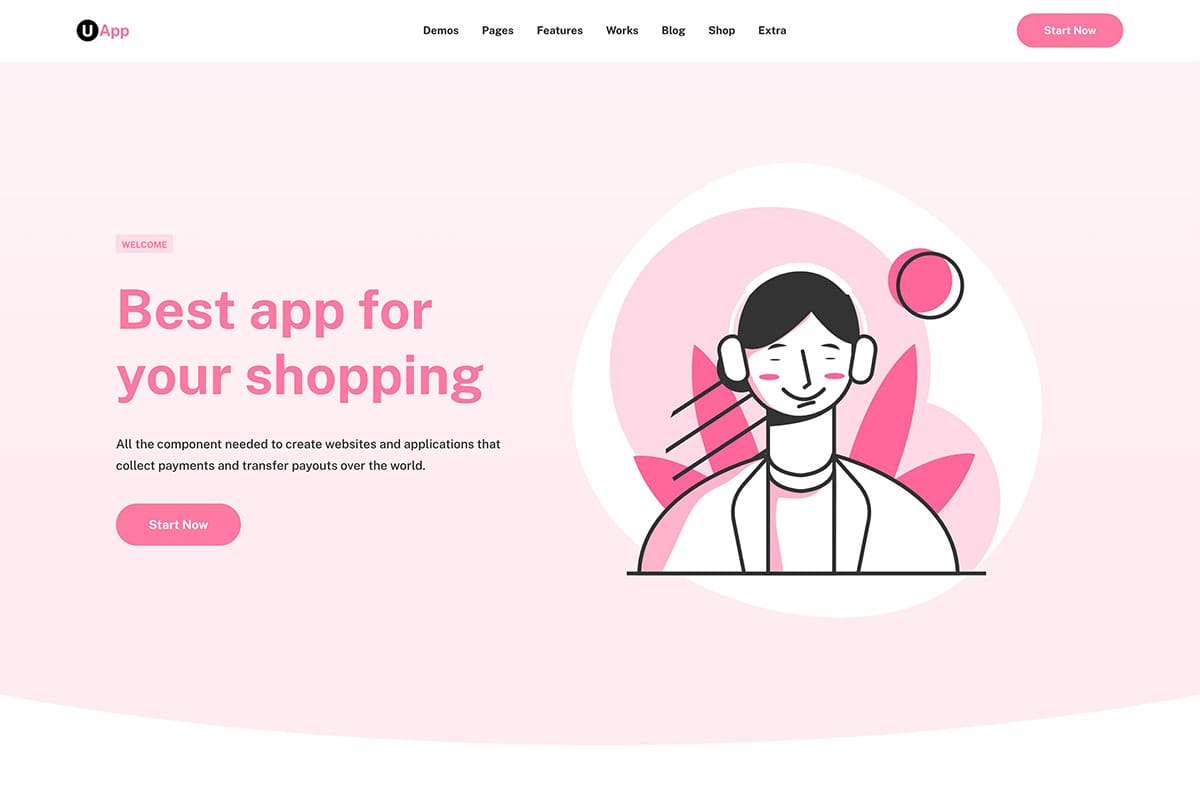 U App
Demos Pages Features Works Blog Shop Extra
Start Now
WELCOME
Best app for
your shopping
All the component needed to create websites and applications that
collect payments and transfer payouts over the world.
Start Now